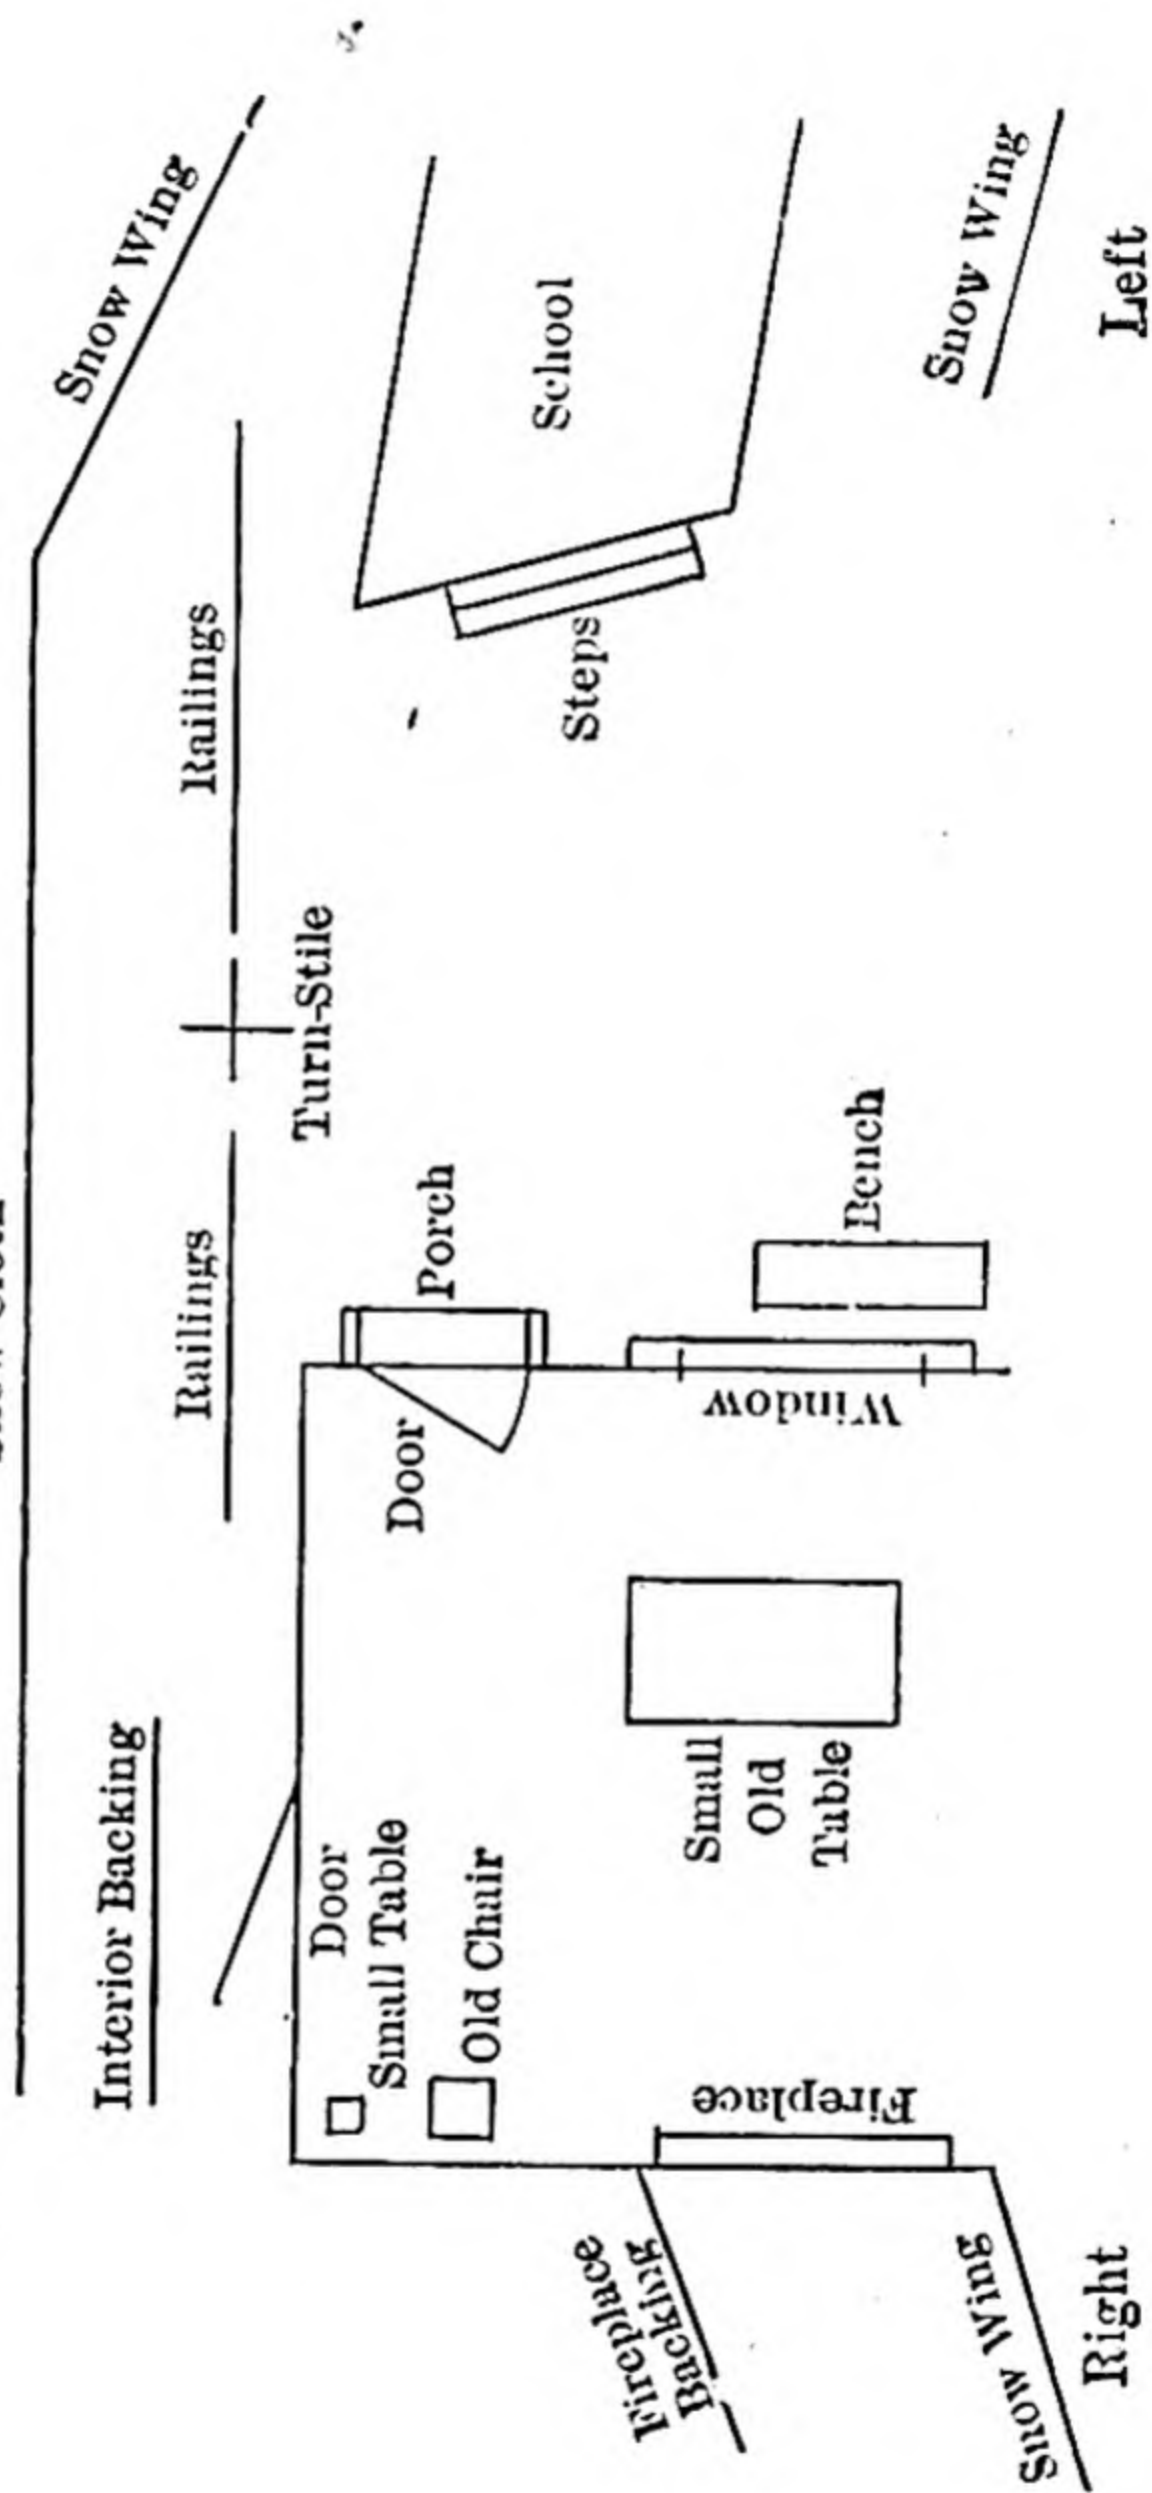 Snow Wing
Interior Backing
Railings
Railings
Turn-Stile
Door
Small Table
Old Chair
Door
Porch
School
Steps
Fireplace
Backing
Fireplace
Small
Old
Table
Window
Bench
Snow Wing
Snow Wing
Right
Left